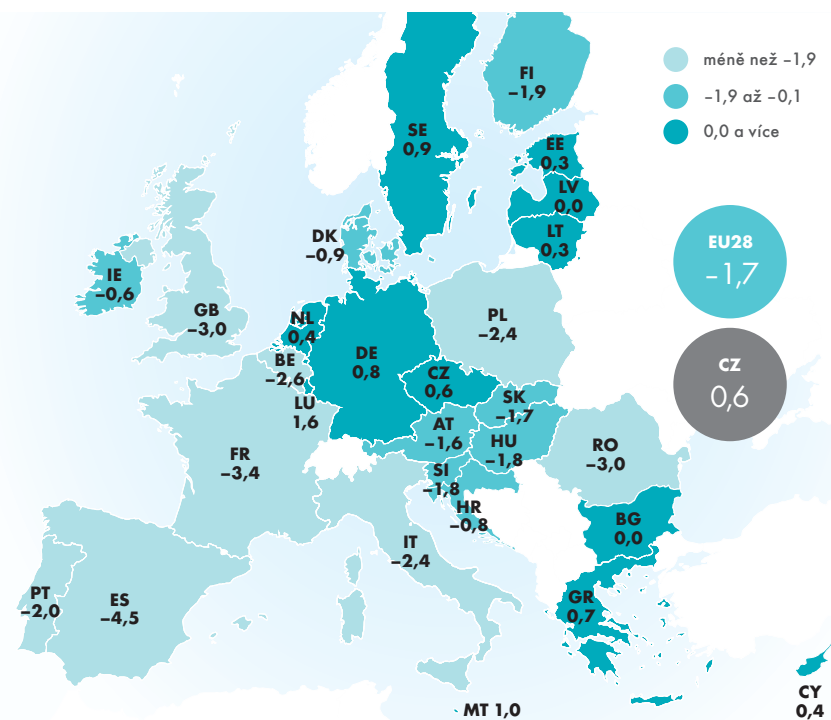 méně než –1,9
–1,9 až –0,1
0,0 a více
FI
–1,9
SE
0,9
EE
0,3
LV
0,0
LT
0,3
DK
–0,9
EU28
–1,7
IE
–0,6
GB
–3,0
NL
0,4
PL
–2,4
DE
0,8
BE
–2,6
CZ
0,6
CZ
0,6
LU
1,6
SK
–1,7
AT
–1,6
HU
–1,8
FR
–3,4
RO
–3,0
SI
–1,8
HR
–0,8
BG
0,0
IT
–2,4
PT
–2,0
ES
–4,5
GR
0,7
MT 1,0
CY
0,4